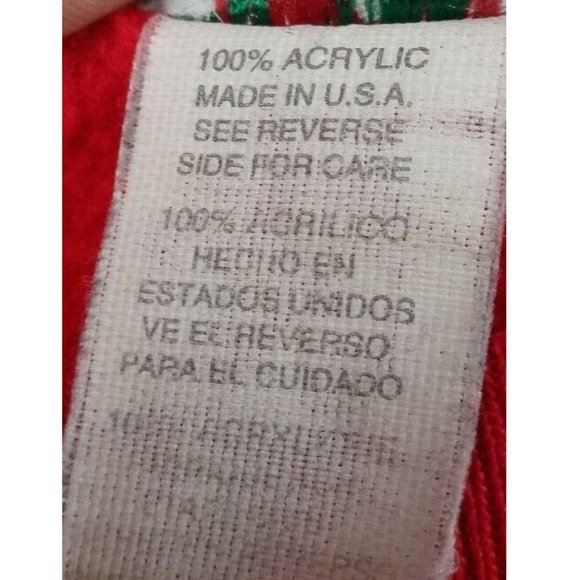 100% ACRYLIC
MADE IN U.S.A.
SEE REVERSE
SIDE FOR CARE
100% ACRILICO
HECHO EN
ESTADOS UNIDOS
VE EL REVERSO
PARA EL CUIDADO
100%